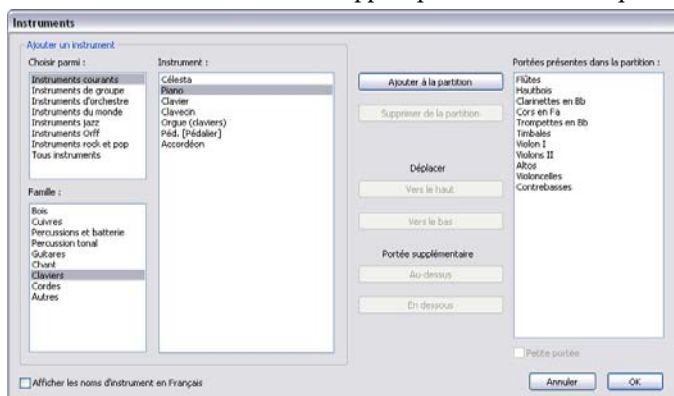 Instruments
Ajouter un instrument
Choisir parmi :
Instruments courants
Instruments de groupe
Instruments d'orchestre
Instruments du monde
Instruments jazz
Instruments Orff
Instruments rock et pop
Tous instruments
Famille :
Bois
Cuivres
Percussions et batterie
Percussion tonal
Guitares
Chant
Claviers
Cordes
Autres
Instrument :
Célesta
Piano
Clavier
Clavecin
Orgue (claviers)
Péd. [Pédalier]
Accordéon
Ajouter à la partition
Supprimer de la partition
Déplacer
Vers le haut
Vers le bas
Portée supplémentaire
Au-dessus
En dessous
Portées présentes dans la partition :
Flûtes
Hautbois
Clarinettes en Bb
Cors en Fa
Trompettes en Bb
Timbales
Violon I
Violons II
Altos
Violoncelles
Contrebasses
Petite portée
Afficher les noms d'instrument en Français
Annuler
OK